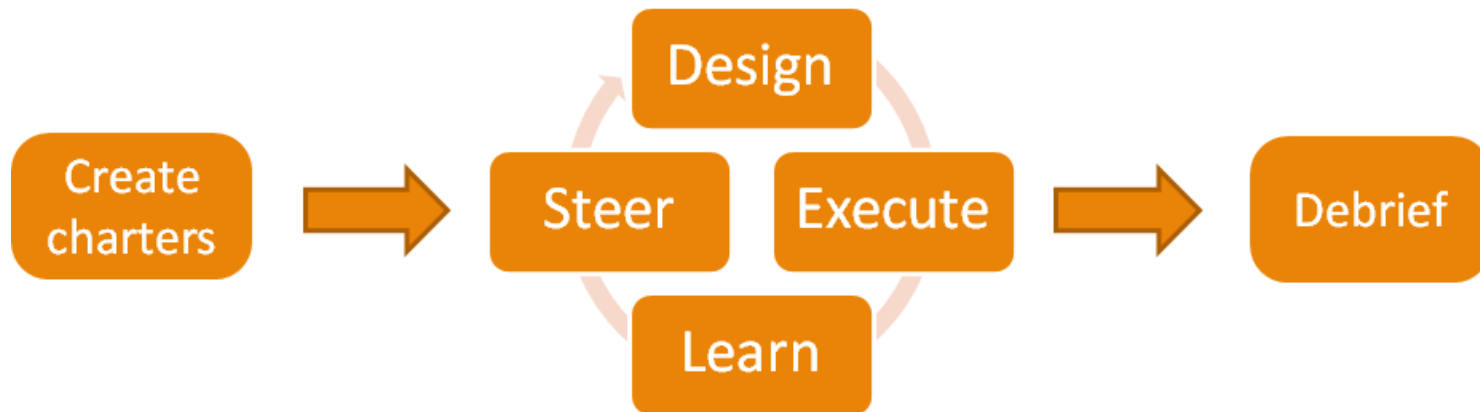 Create
charters
Design
Steer
Execute
Learn
Debrief